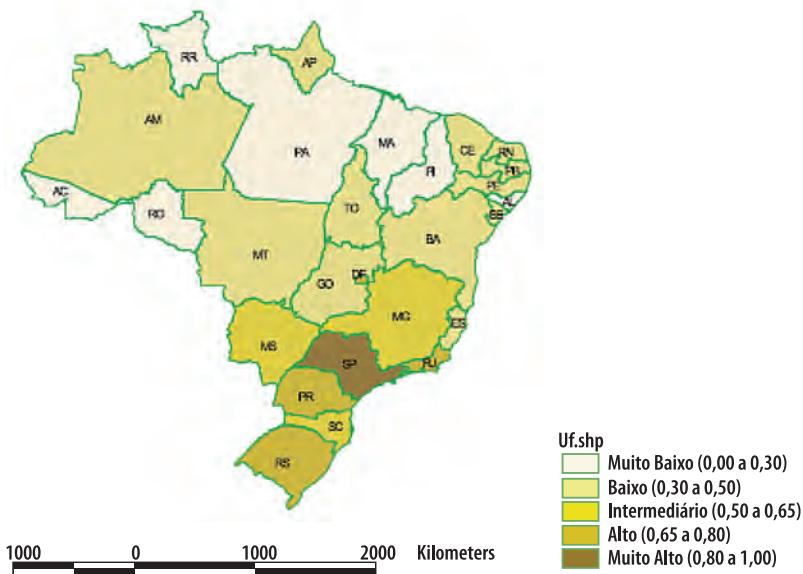 RR
AP
AM
PA
MA
CE
RN
PI
PB
PE
AC
AL
TO
SE
RO
BA
MT
DF
GO
MG
ES
MS
SP
RJ
PR
SC
RS
Uf.shp
Muito Baixo (0,00 a 0,30)
Baixo (0,30 a 0,50)
Intermediário (0,50 a 0,65)
Alto (0,65 a 0,80)
Muito Alto (0,80 a 1,00)
1000 0 1000 2000 Kilometers